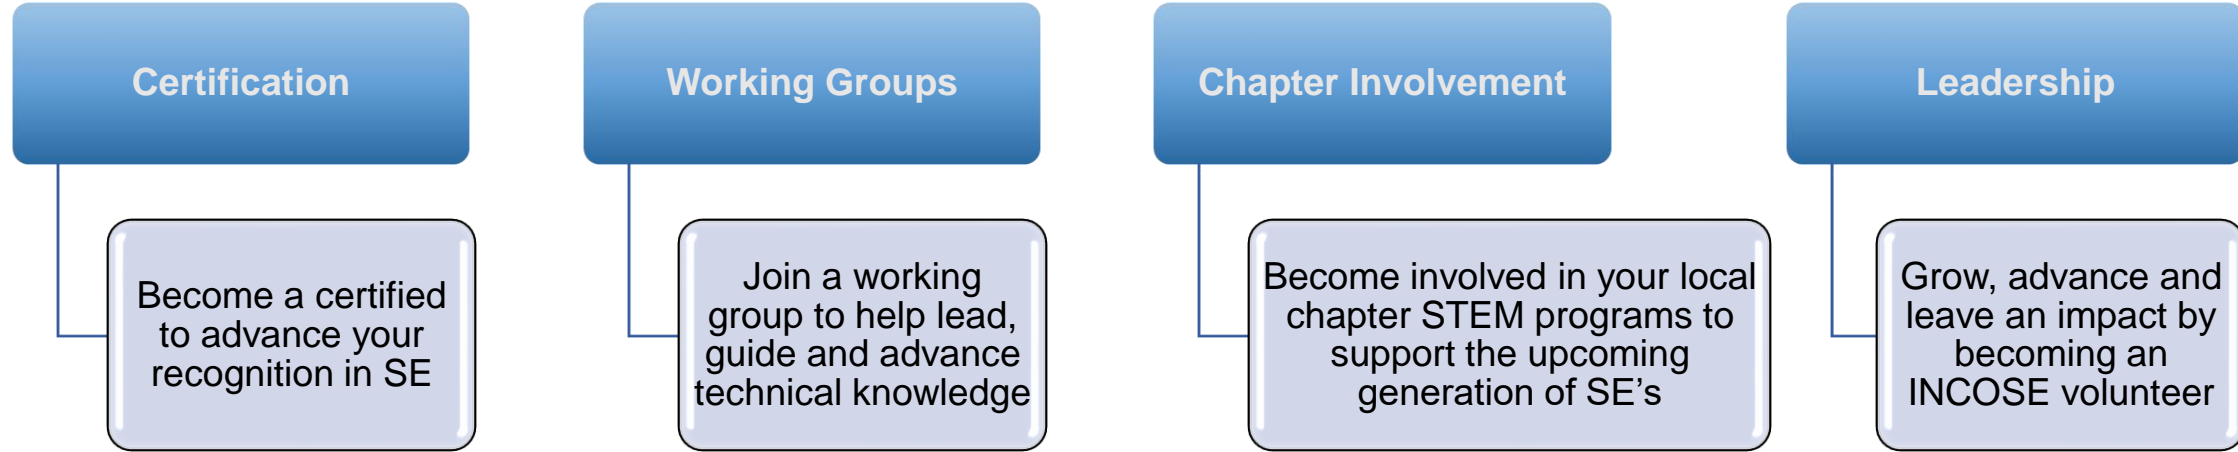 Certification
Become a certified
to advance your
recognition in SE
Working Groups
Join a working
group to help lead,
guide and advance
technical knowledge
Chapter Involvement
Become involved in your local
chapter STEM programs to
support the upcoming
generation of SE’s
Leadership
Grow, advance and
leave an impact by
becoming an
INCOSE volunteer